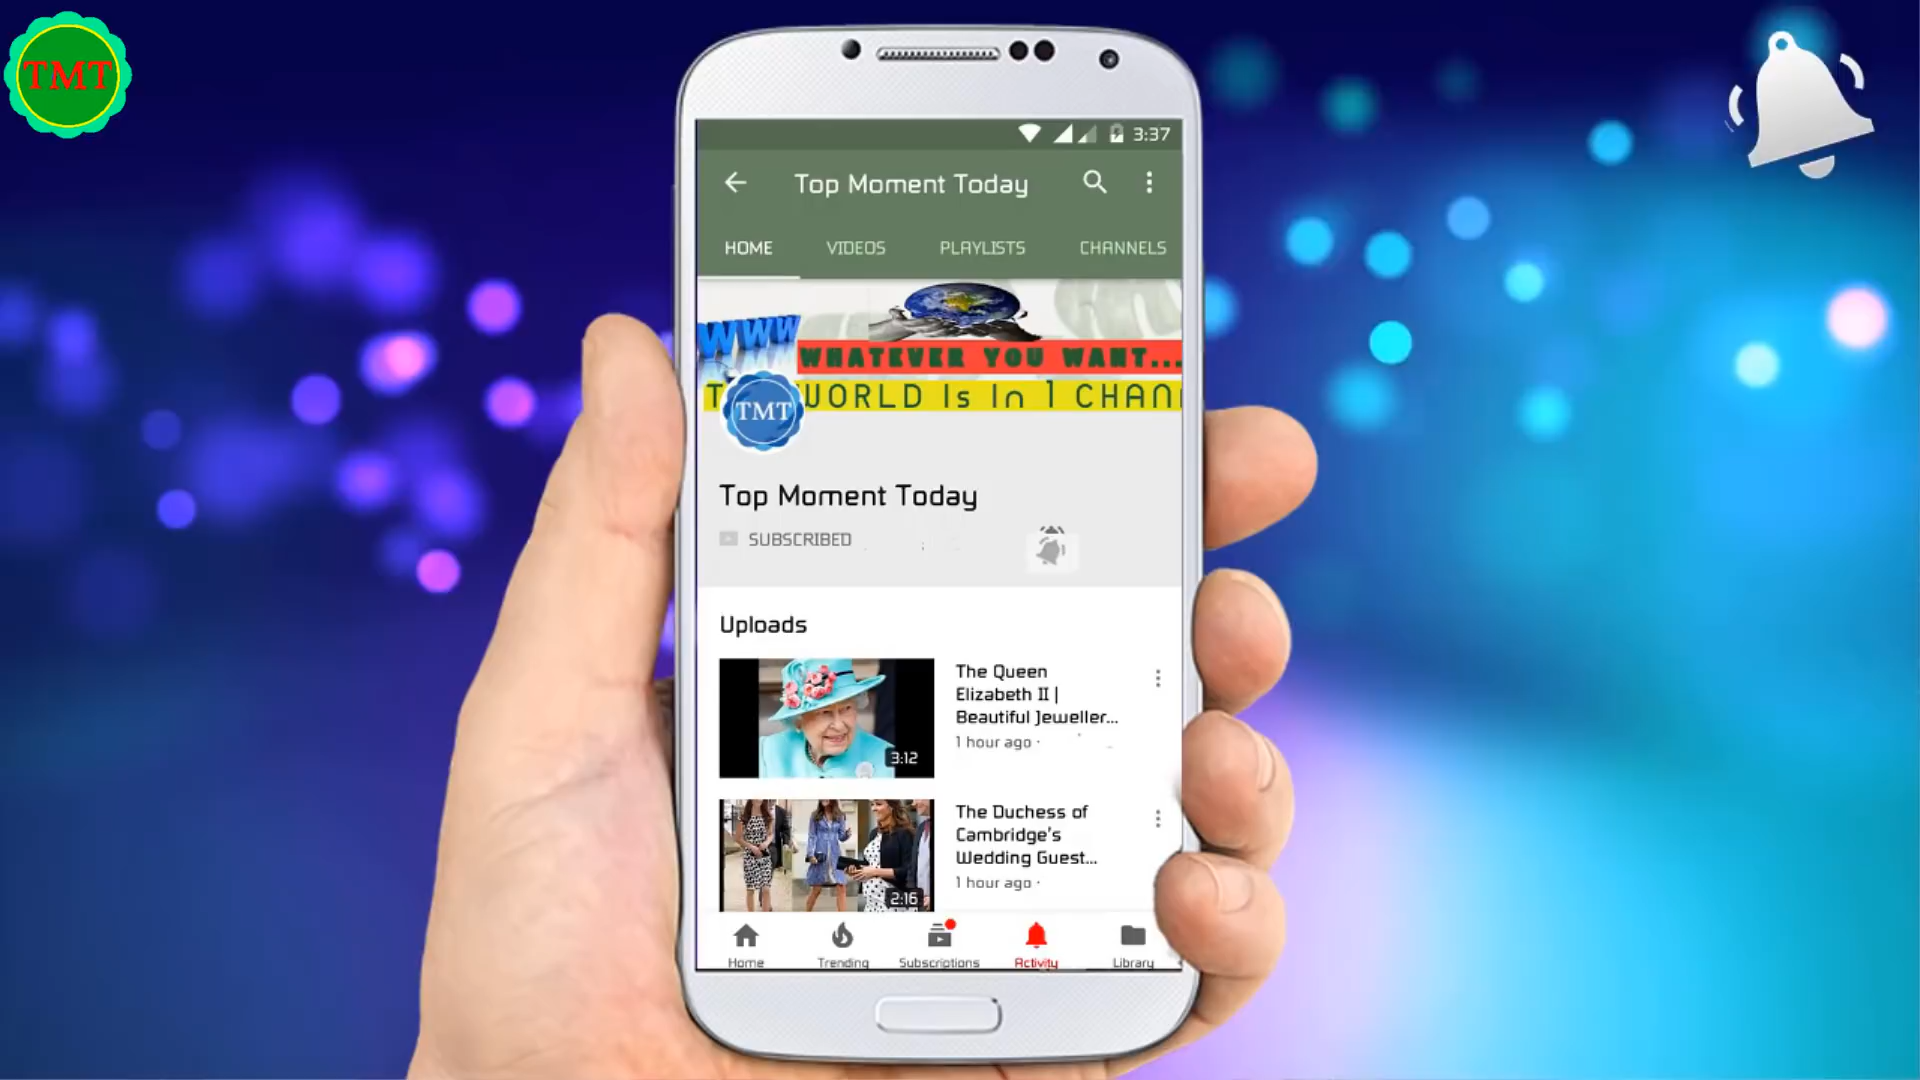 TMT
3:37
Top Moment Today
HOME VIDEOS PLAYLISTS CHANNELS
WWW
WHATEVER YOU WANT...
WORLD Is In 1
TMT
Top Moment Today
SUBSCRIBED
Uploads
The Queen
Elizabeth II |
Beautiful Jeweller...
1 hour ago ·
3:12
The Duchess of
Cambridge's
Wedding Guest...
1 hour ago ·
2:16
Home Trending Subscriptions Activity Library